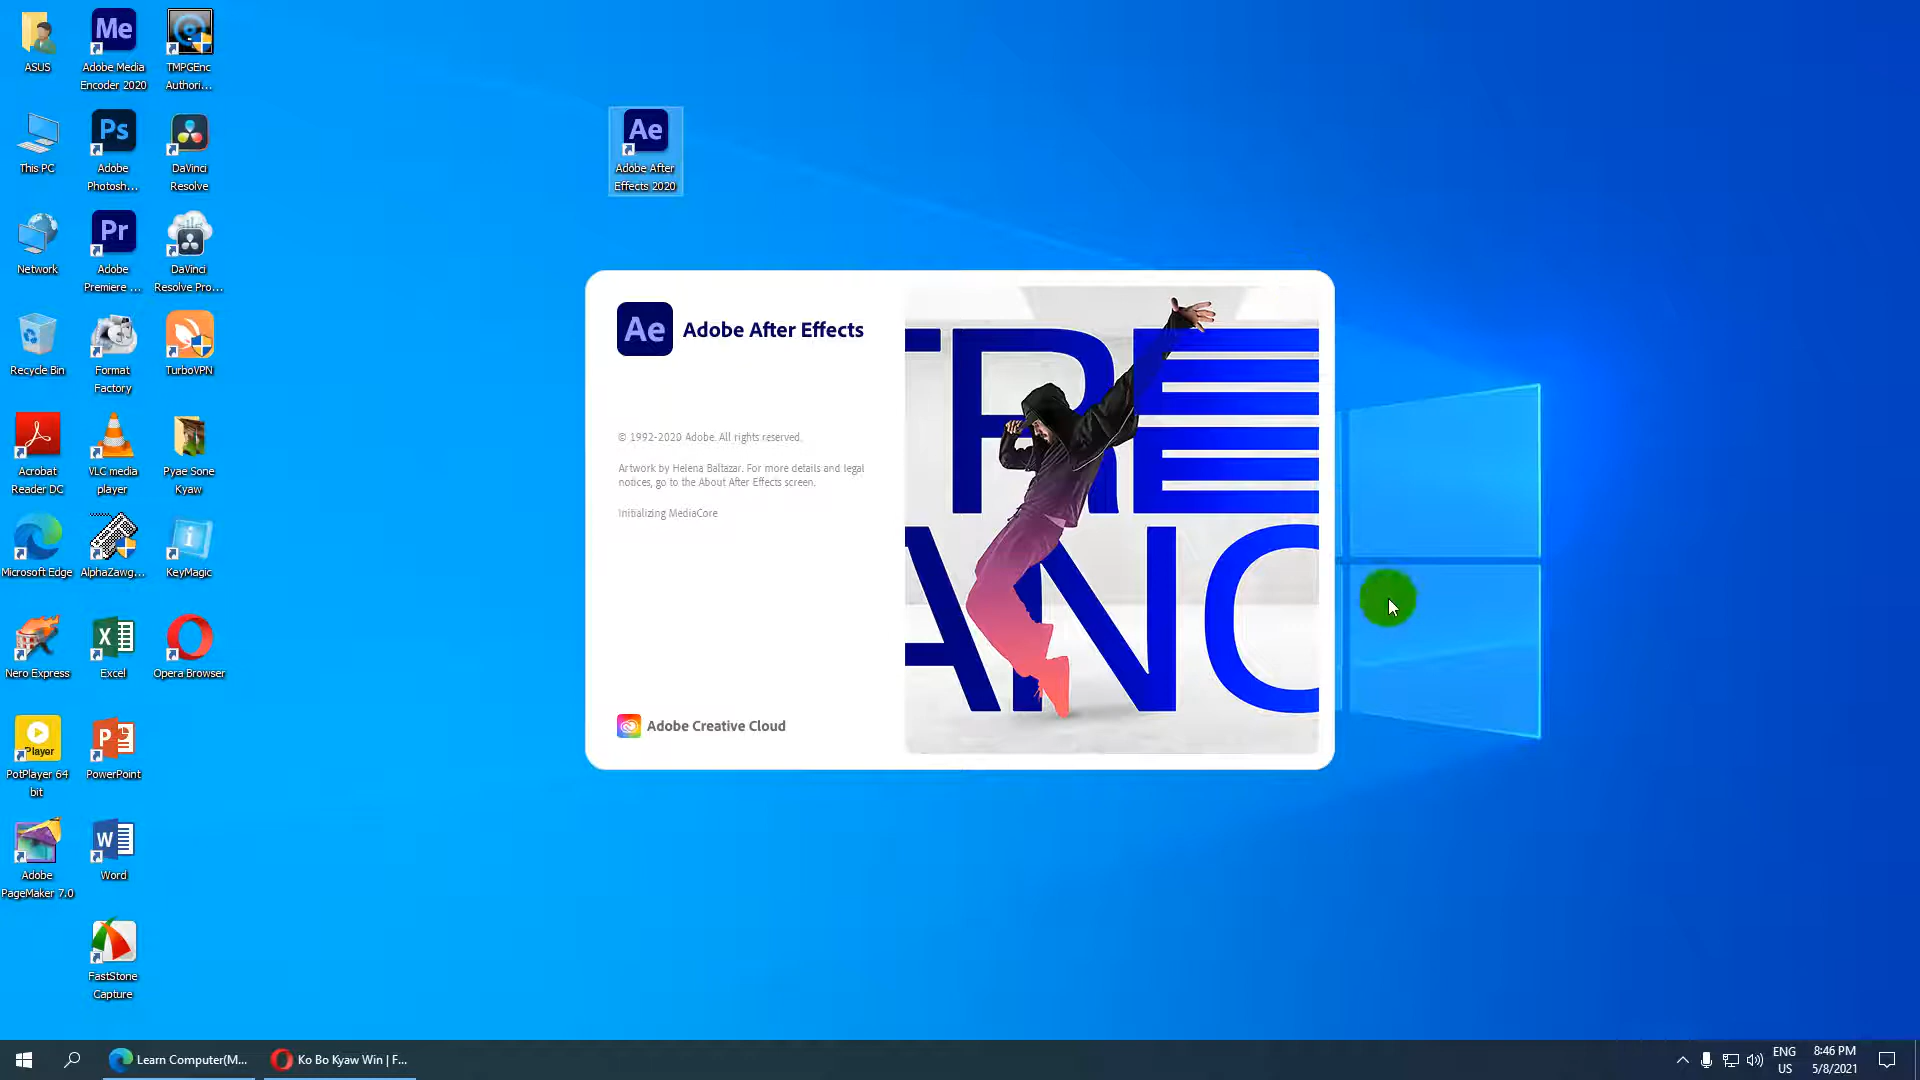 ASUS
Me
Adobe Media
Encoder 2020
TMPGEnc
Authori...
This PC
Ps
Adobe
Photosh...
DaVinci
Resolve
Ae
Adobe After
Effects 2020
Network
Pr
Adobe
Premiere ...
DaVinci
Resolve Pro...
Recycle Bin
Format
Factory
TurboVPN
Acrobat
Reader DC
VLC media
player
Pyae Sone
Kyaw
Microsoft Edge
AlphaZawg...
KeyMagic
Nero Express
Excel
Opera Browser
Player
PotPlayer 64
bit
PowerPoint
Adobe
PageMaker 7.0
Word
FastStone
Capture
Ae Adobe After Effects
© 1992-2020 Adobe. All rights reserved.
Artwork by Helena Baltazar. For more details and legal
notices, go to the About After Effects screen.
Initializing MediaCore
Adobe Creative Cloud
TRE
ANC
Learn Computer(M...
Ko Bo Kyaw Win | F...
ENG
US
8:46 PM
5/8/2021